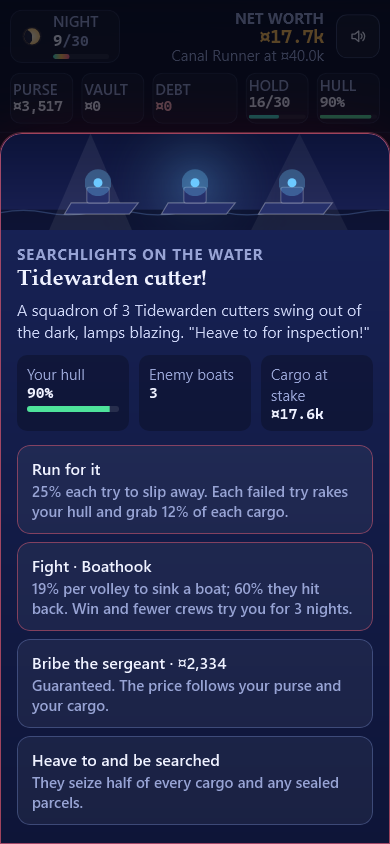 NIGHT
9/30
NET WORTH
¤17.7k
Canal Runner at ¤40.0k
PURSE
¤3,517
VAULT
¤0
DEBT
¤0
HOLD
16/30
HULL
90%
SEARCHLIGHTS ON THE WATER
Tidewarden cutter!
A squadron of 3 Tidewarden cutters swing out of
the dark, lamps blazing. "Heave to for inspection!"
Your hull
90%
Enemy boats
3
Cargo at
stake
¤17.6k
Run for it
25% each try to slip away. Each failed try rakes
your hull and grab 12% of each cargo.
Fight · Boathook
19% per volley to sink a boat; 60% they hit
back. Win and fewer crews try you for 3 nights.
Bribe the sergeant · ¤2,334
Guaranteed. The price follows your purse and
your cargo.
Heave to and be searched
They seize half of every cargo and any sealed
parcels.